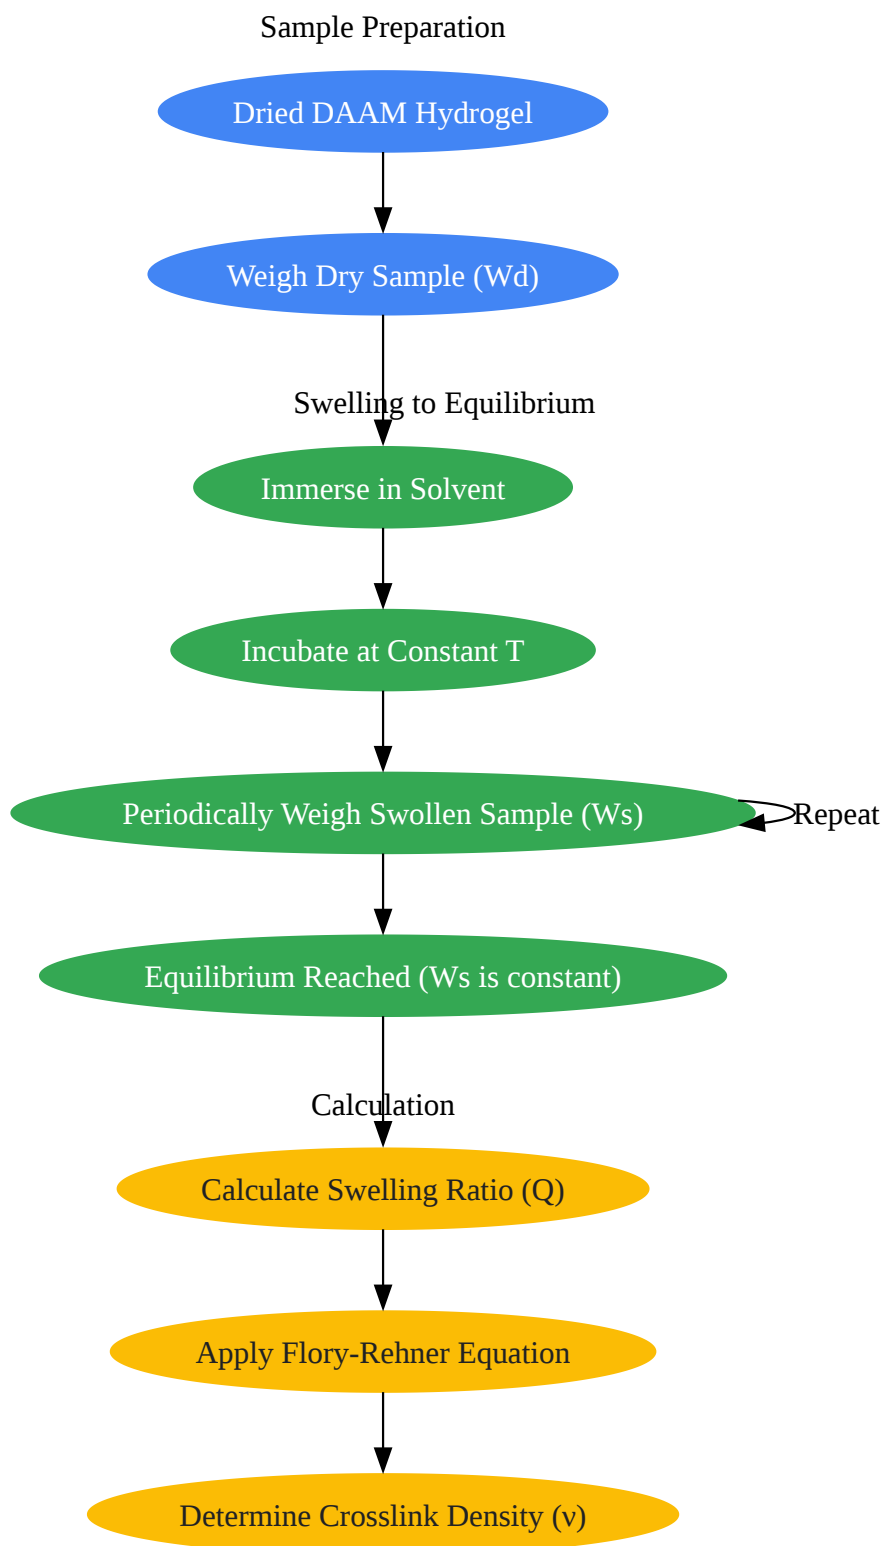 Sample Preparation
Dried DAAM Hydrogel
Weigh Dry Sample (Wd)
Swelling to Equilibrium
Immerse in Solvent
Incubate at Constant T
Periodically Weigh Swollen Sample (Ws)
Repeat
Equilibrium Reached (Ws is constant)
Calculation
Calculate Swelling Ratio (Q)
Apply Flory-Rehner Equation
Determine Crosslink Density (ν)